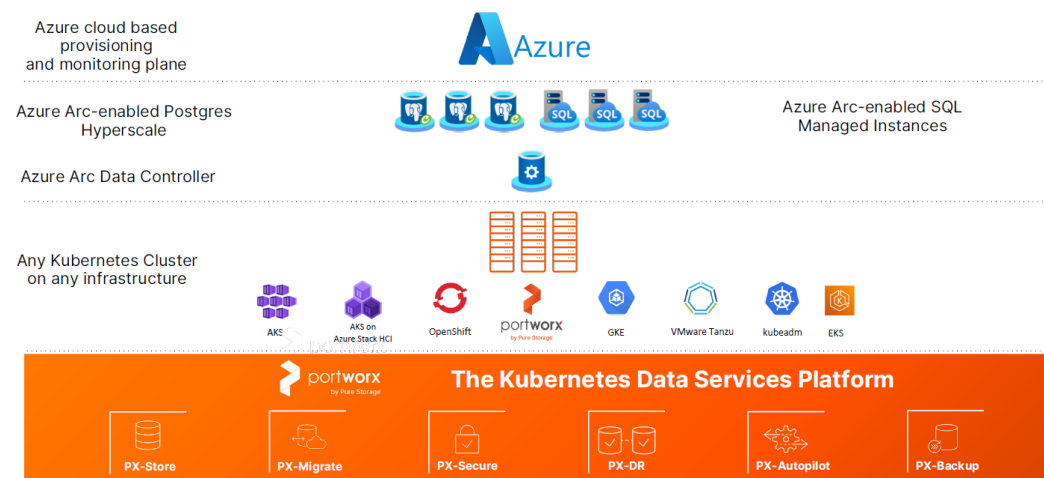 Azure cloud based
provisioning
and monitoring plane
Azure
Azure Arc-enabled Postgres
Hyperscale
SQL SQL SQL
Azure Arc-enabled SQL
Managed Instances
Azure Arc Data Controller
Any Kubernetes Cluster
on any infrastructure
AKS
AKS on
Azure Stack HCI
OpenShift
portworx
by Pure Storage
GKE
VMware Tanzu
kubeadm
K
EKS
portworx
portworx
by Pure Storage
The Kubernetes Data Services Platform
PX-Store
PX-Migrate
PX-Secure
PX-DR
PX-Autopilot
PX-Backup